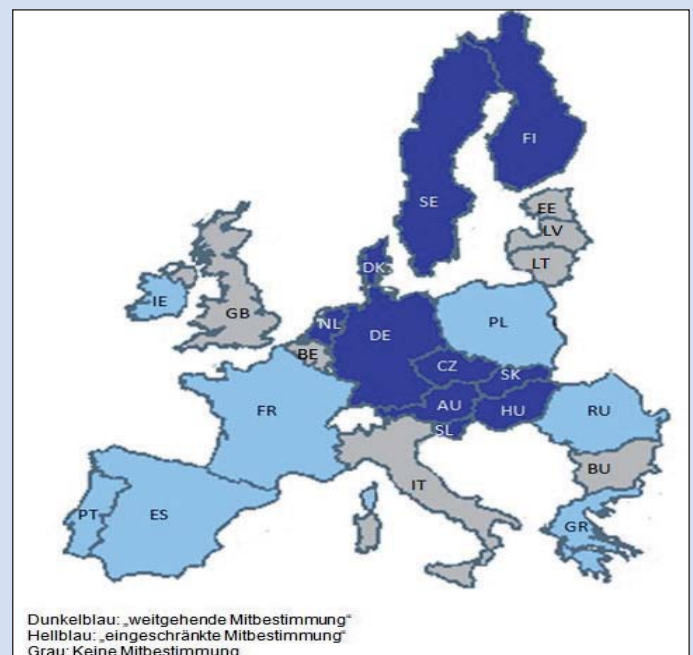 FI
SE
EE
LV
LT
DK
IE
GB
NL
DE
PL
BE
CZ
SK
FR
AU
HU
RU
SL
BU
IT
PT
ES
GR
Dunkelblau: „weitgehende Mitbestimmung“
Hellblau: „eingeschränkte Mitbestimmung“
Grau: Keine Mitbestimmung